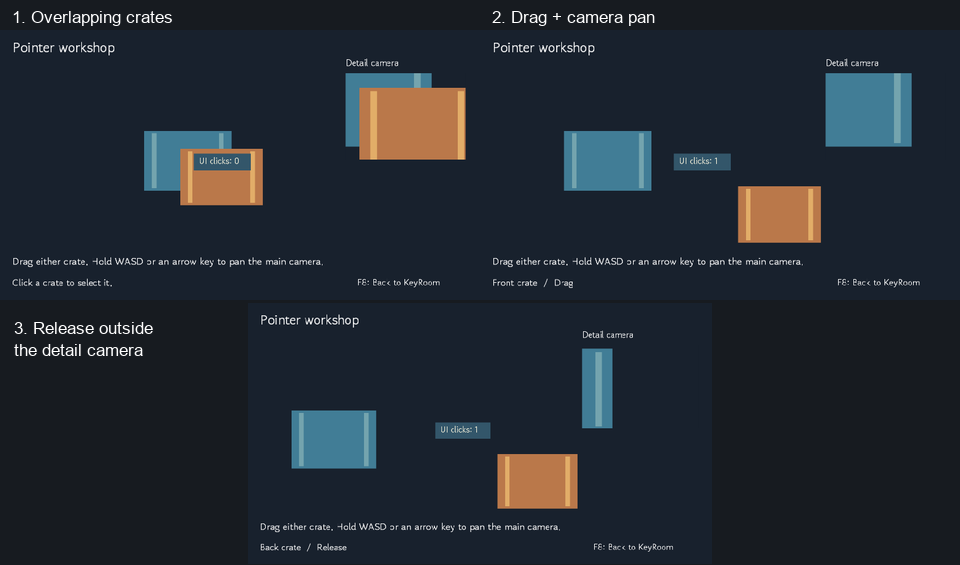 1. Overlapping crates
Pointer workshop
Detail camera
UI clicks: 0
Drag either crate. Hold WASD or an arrow key to pan the main camera.
Click a crate to select it.
F8: Back to KeyRoom
2. Drag + camera pan
Pointer workshop
Detail camera
UI clicks: 1
Drag either crate. Hold WASD or an arrow key to pan the main camera.
Front crate / Drag
F8: Back to KeyRoom
3. Release outside
the detail camera
Pointer workshop
Detail camera
UI clicks: 1
Drag either crate. Hold WASD or an arrow key to pan the main camera.
Back crate / Release
F8: Back to KeyRoom